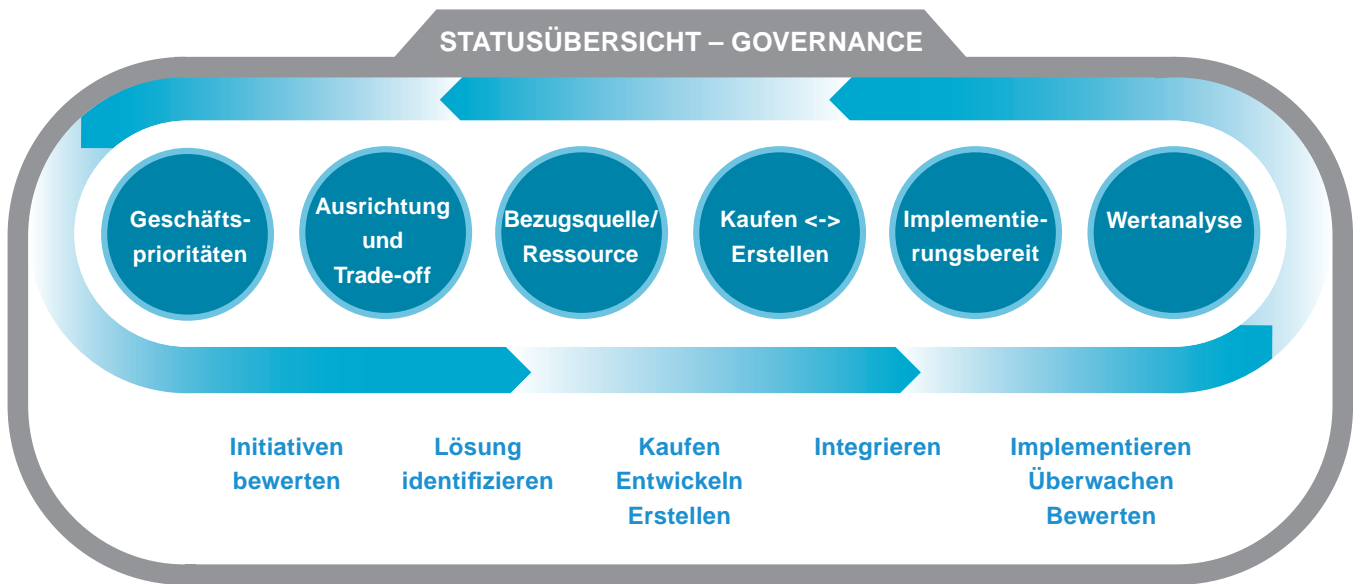 STATUSÜBERSICHT – GOVERNANCE
Geschäfts-
prioritäten
Ausrichtung
und
Trade-off
Bezugsquelle/
Ressource
Kaufen <->
Erstellen
Implementie-
rungsbereit
Wertanalyse
Initiativen
bewerten
Lösung
identifizieren
Kaufen
Entwickeln
Erstellen
Integrieren
Implementieren
Überwachen
Bewerten